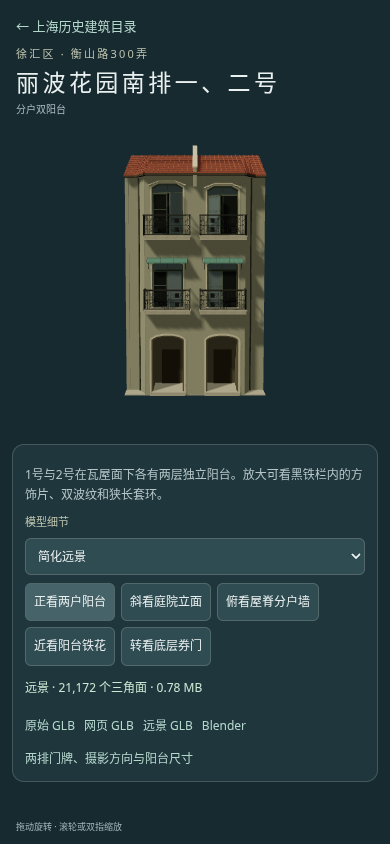 ← 上海历史建筑目录
徐汇区 · 衡山路300弄
丽波花园南排一、二号
分户双阳台
1号与2号在瓦屋面下各有两层独立阳台。放大可看黑铁栏内的方
饰片、双波纹和狭长套环。
模型细节
简化远景
正看两户阳台 斜看庭院立面 俯看屋脊分户墙
近看阳台铁花 转看底层券门
远景 · 21,172 个三角面 · 0.78 MB
原始 GLB 网页 GLB 远景 GLB Blender
两排门牌、摄影方向与阳台尺寸
拖动旋转 · 滚轮或双指缩放